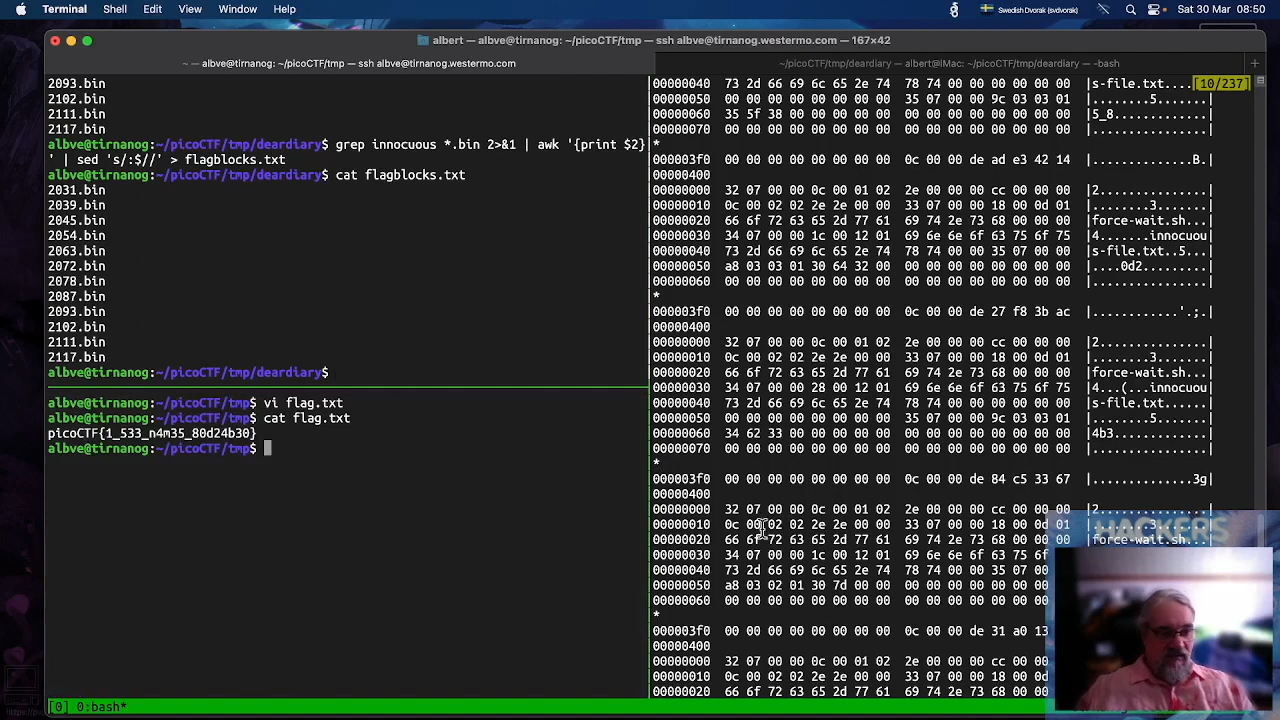 Terminal Shell Edit View Window Help Swedish Dvorak (svdvorak) Sat 30 Mar 08:50
albert — albve@tirnanog: ~/picoCTF/tmp — ssh albve@tirnanog.westermo.com — 167×42
~ — albve@tirnanog: ~/picoCTF/tmp — ssh albve@tirnanog.westermo.com
~/picoCTF/tmp/deardiary — albert@iMac: ~/picoCTF/tmp/deardiary — -bash +
2093.bin
2102.bin
2111.bin
2117.bin
albve@tirnanog:~/picoCTF/tmp/deardiary$ grep innocuous *.bin 2>&1 | awk '{print $2}
' | sed 's/:$//' > flagblocks.txt
albve@tirnanog:~/picoCTF/tmp/deardiary$ cat flagblocks.txt
2031.bin
2039.bin
2045.bin
2054.bin
2063.bin
2072.bin
2078.bin
2087.bin
2093.bin
2102.bin
2111.bin
2117.bin
albve@tirnanog:~/picoCTF/tmp/deardiary$
albve@tirnanog:~/picoCTF/tmp$ vi flag.txt
albve@tirnanog:~/picoCTF/tmp$ cat flag.txt
picoCTF{1_533_n4m35_80d24b30}
albve@tirnanog:~/picoCTF/tmp$
00000040 73 2d 66 69 6c 65 2e 74 78 74 00 00 00 00 00 00 |s-file.txt.... [10/237]
00000050 00 00 00 00 00 00 00 00 35 07 00 00 9c 03 03 01 |........5.......|
00000060 35 5f 38 00 00 00 00 00 00 00 00 00 00 00 00 00 |5_8.............|
00000070 00 00 00 00 00 00 00 00 00 00 00 00 00 00 00 00 |................|
*
000003f0 00 00 00 00 00 00 00 00 0c 00 00 de ad e3 42 14 |..............B.|
00000400
00000000 32 07 00 00 0c 00 01 02 2e 00 00 00 cc 00 00 00 |2...............|
00000010 0c 00 02 02 2e 2e 00 00 33 07 00 00 18 00 0d 01 |........3.......|
00000020 66 6f 72 63 65 2d 77 61 69 74 2e 73 68 00 00 00 |force-wait.sh...|
00000030 34 07 00 00 1c 00 12 01 69 6e 6e 6f 63 75 6f 75 |4.......innocuou|
00000040 73 2d 66 69 6c 65 2e 74 78 74 00 00 35 07 00 00 |s-file.txt..5...|
00000050 a8 03 03 01 30 64 32 00 00 00 00 00 00 00 00 00 |....0d2.........|
00000060 00 00 00 00 00 00 00 00 00 00 00 00 00 00 00 00 |................|
*
000003f0 00 00 00 00 00 00 00 00 0c 00 00 de 27 f8 3b ac |............'.;.|
00000400
00000000 32 07 00 00 0c 00 01 02 2e 00 00 00 cc 00 00 00 |2...............|
00000010 0c 00 02 02 2e 2e 00 00 33 07 00 00 18 00 0d 01 |........3.......|
00000020 66 6f 72 63 65 2d 77 61 69 74 2e 73 68 00 00 00 |force-wait.sh...|
00000030 34 07 00 00 28 00 12 01 69 6e 6e 6f 63 75 6f 75 |4...(...innocuou|
00000040 73 2d 66 69 6c 65 2e 74 78 74 00 00 00 00 00 00 |s-file.txt......|
00000050 00 00 00 00 00 00 00 00 35 07 00 00 9c 03 03 01 |........5.......|
00000060 34 62 33 00 00 00 00 00 00 00 00 00 00 00 00 00 |4b3.............|
00000070 00 00 00 00 00 00 00 00 00 00 00 00 00 00 00 00 |................|
*
000003f0 00 00 00 00 00 00 00 00 0c 00 00 de 84 c5 33 67 |..............3g|
00000400
00000000 32 07 00 00 0c 00 01 02 2e 00 00 00 cc 00 00 00 |2...............|
00000010 0c 00 02 02 2e 2e 00 00 33 07 00 00 18 00 0d 01 |........3.......|
00000020 66 6f 72 63 65 2d 77 61 69 74 2e 73 68 00 00 00 |force-wait.sh...|
00000030 34 07 00 00 1c 00 12 01 69 6e 6e 6f 63 75 6f
00000040 73 2d 66 69 6c 65 2e 74 78 74 00 00 35 07 00
00000050 a8 03 02 01 30 7d 00 00 00 00 00 00 00 00 00
00000060 00 00 00 00 00 00 00 00 00 00 00 00 00 00 00
*
000003f0 00 00 00 00 00 00 00 00 0c 00 00 de 31 a0 13
00000400
00000000 32 07 00 00 0c 00 01 02 2e 00 00 00 cc 00 00
00000010 0c 00 02 02 2e 2e 00 00 33 07 00 00 18 00 0d
00000020 66 6f 72 63 65 2d 77 61 69 74 2e 73 68 00 00
[0] 0:bash*